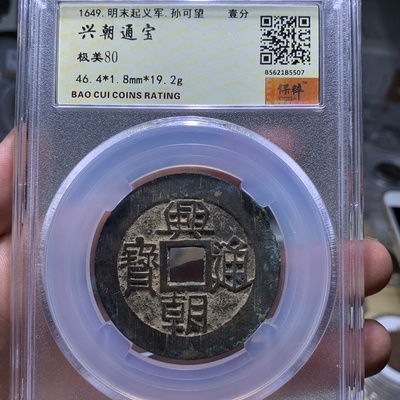 1649.明末起义军.孙可望 壹分
兴朝通宝
极美80
46.4*1.8mm*19.2g
BAO CUI COINS RATING
B5621B5507
保粹
興朝通寶